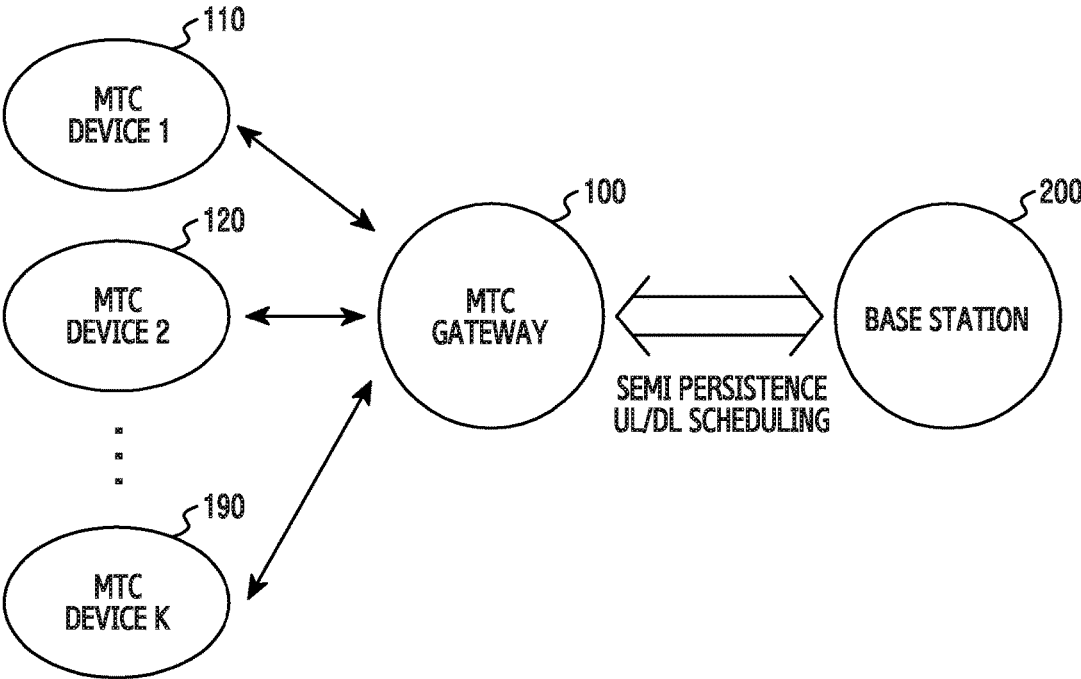 110
MTC
DEVICE 1
120
MTC
DEVICE 2
190
MTC
DEVICE K
100
MTC
GATEWAY
SEMI PERSISTENCE
UL/DL SCHEDULING
200
BASE STATION